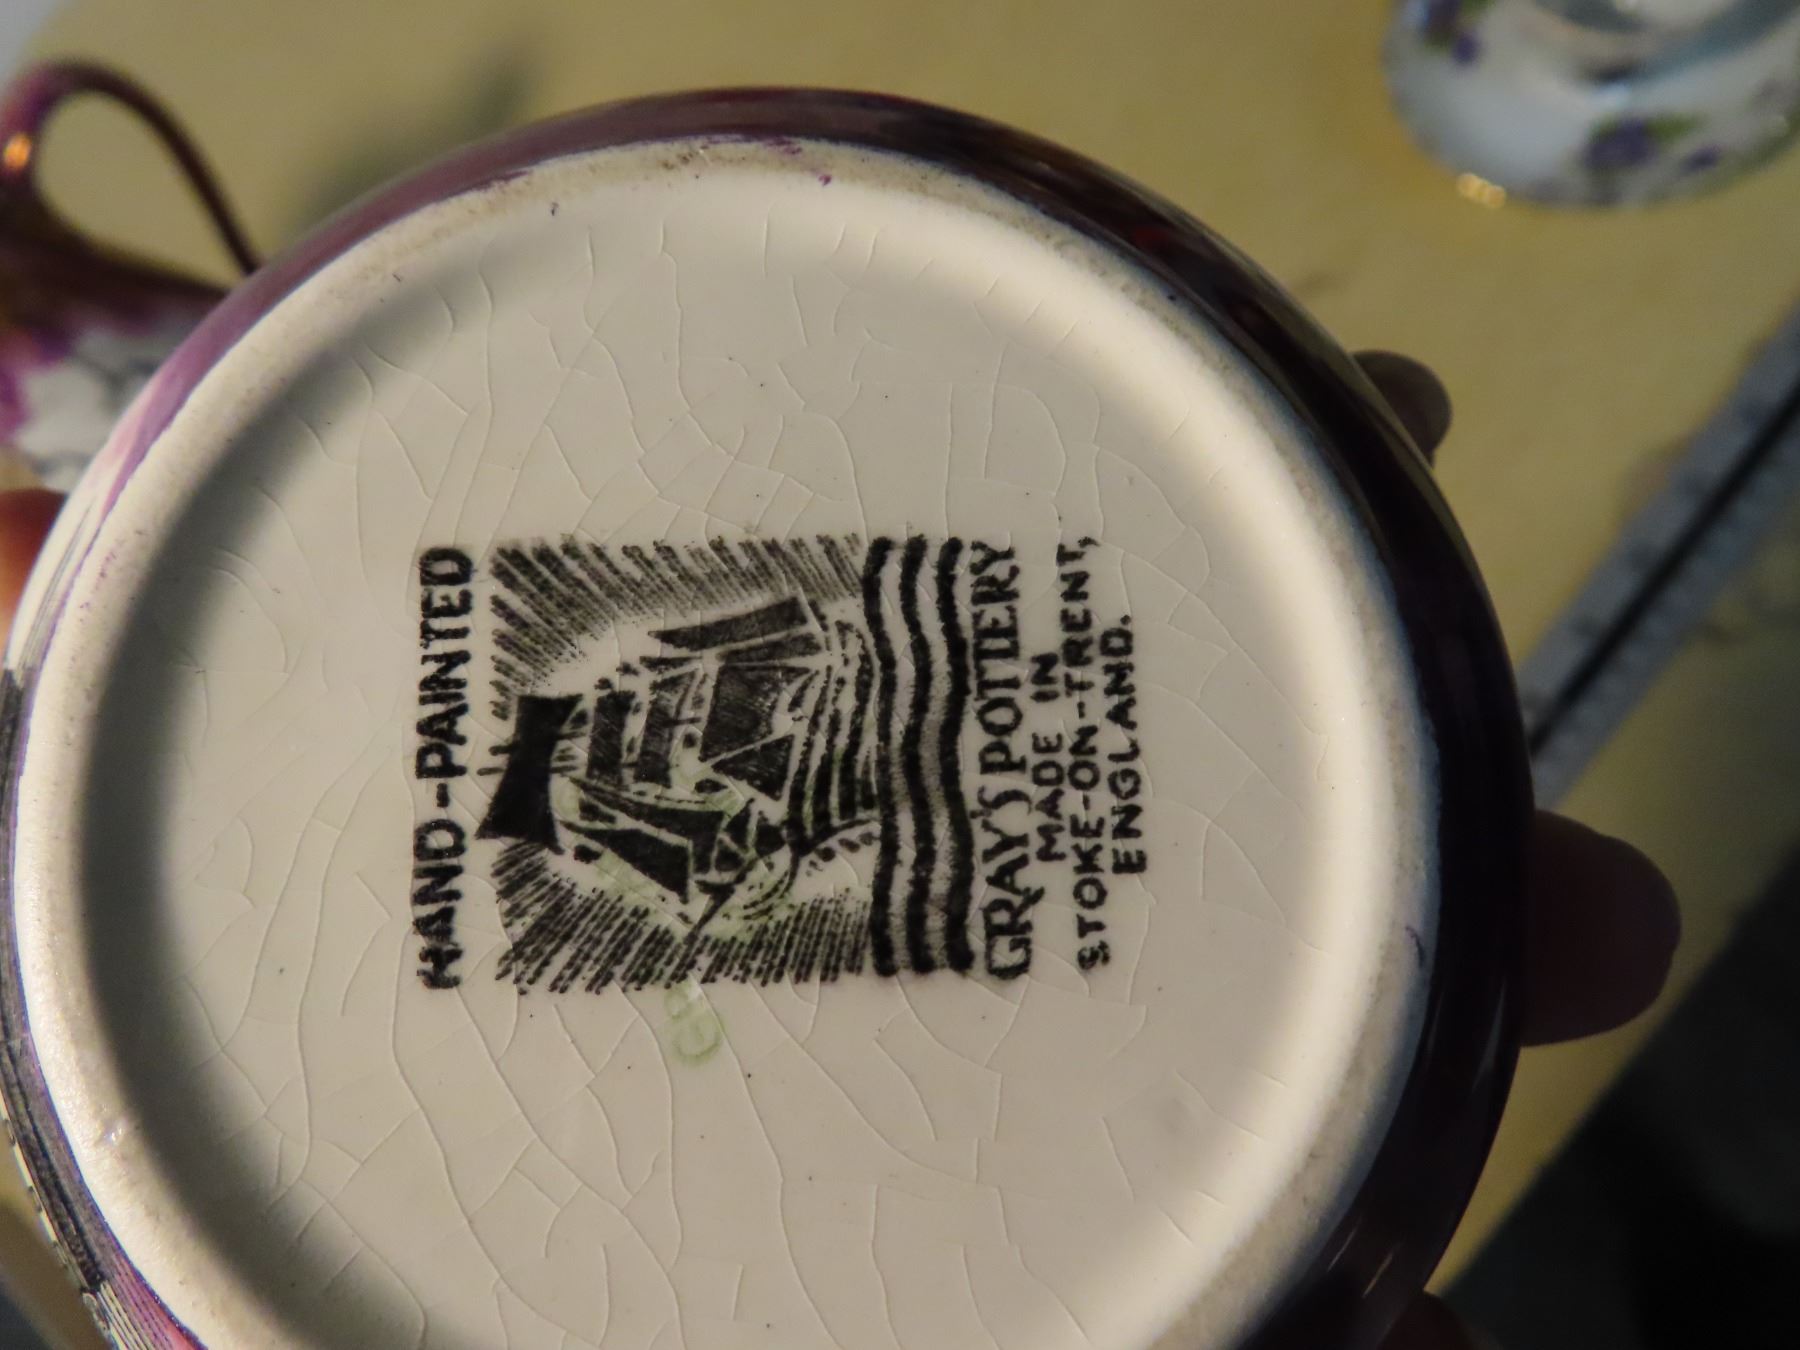 HAND-PAINTED
GRAY'S POTTERY
MADE IN
STOKE-ON-TRENT,
ENGLAND.